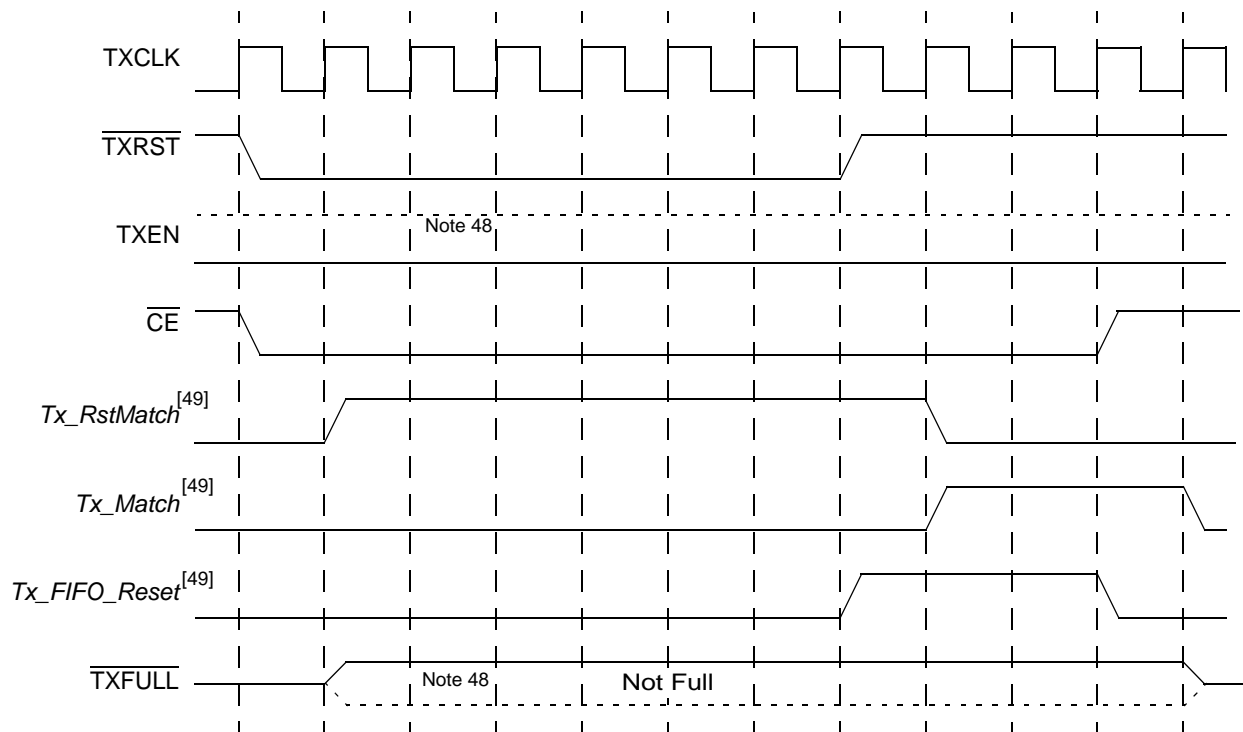 TXCLK
TXRST
Note 48
TXEN
CE
Tx_RstMatch[49]
Tx_Match[49]
Tx_FIFO_Reset[49]
TXFULL
Note 48
Not Full